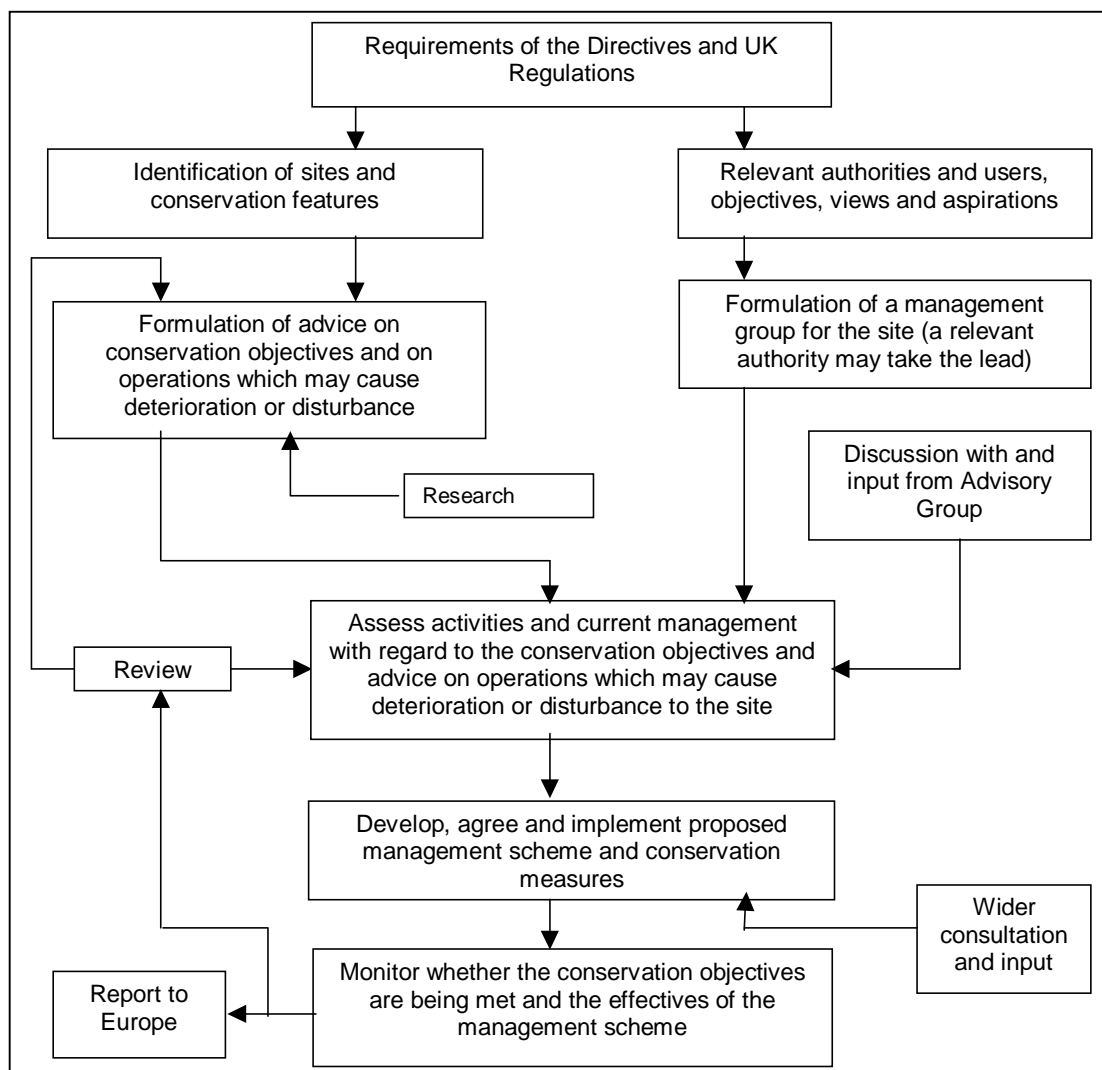 Requirements of the Directives and UK
Regulations
Identification of sites and
conservation features
Relevant authorities and users,
objectives, views and aspirations
Formulation of advice on
conservation objectives and on
operations which may cause
deterioration or disturbance
Formulation of a management
group for the site (a relevant
authority may take the lead)
Research
Discussion with and
input from Advisory
Group
Assess activities and current management
with regard to the conservation objectives and
advice on operations which may cause
deterioration or disturbance to the site
Review
Develop, agree and implement proposed
management scheme and conservation
measures
Wider
consultation
and input
Monitor whether the conservation objectives
are being met and the effectives of the
management scheme
Report to
Europe